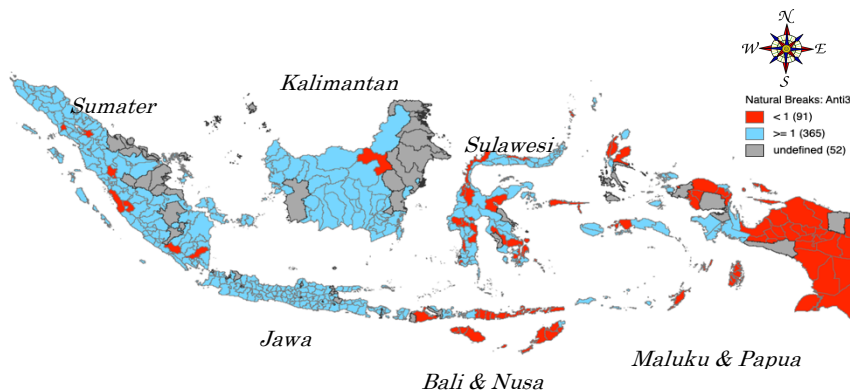 N
W E
S
Kalimantan
Sumater
Sulawesi
Natural Breaks: Anti3
< 1 (91)
>= 1 (365)
undefined (52)
Jawa
Maluku & Papua
Bali & Nusa